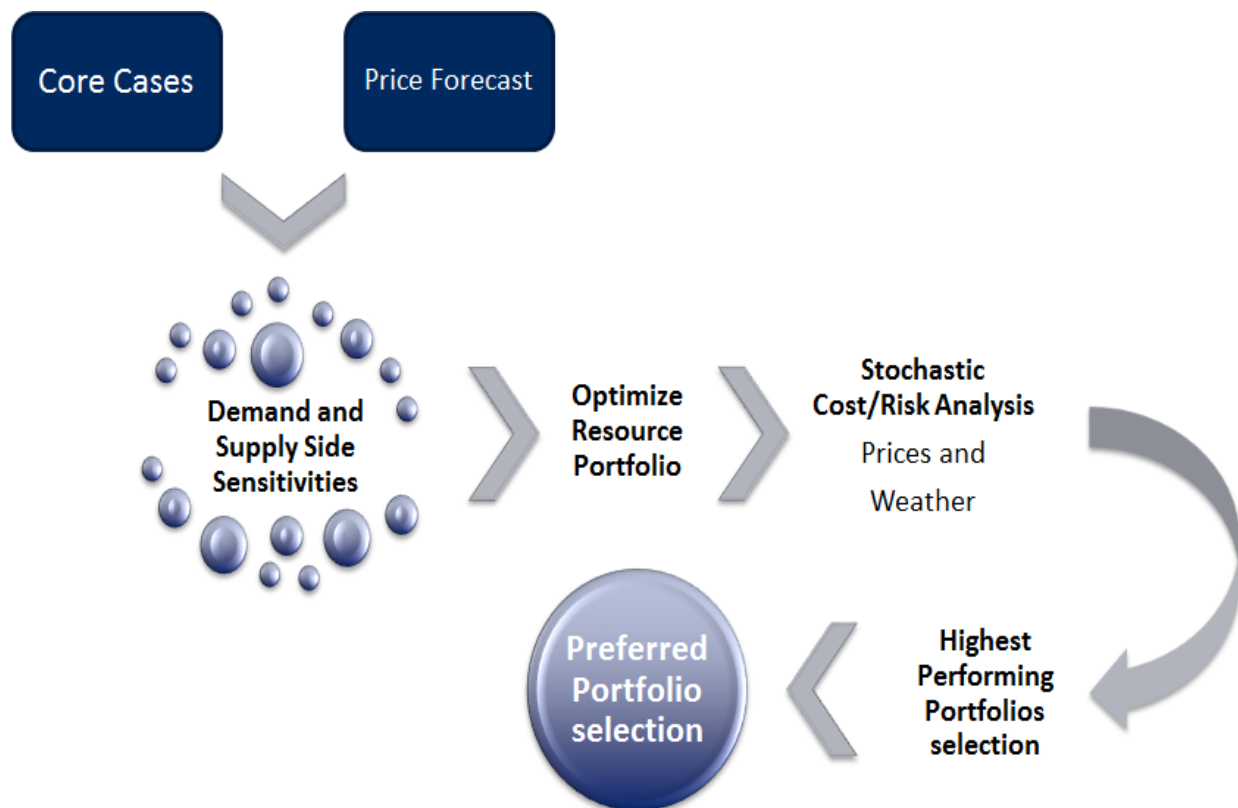 Core Cases
Price Forecast
Demand and
Supply Side
Sensitivities
Optimize
Resource
Portfolio
Stochastic
Cost/Risk Analysis
Prices and
Weather
Highest
Performing
Portfolios
selection
Preferred
Portfolio
selection